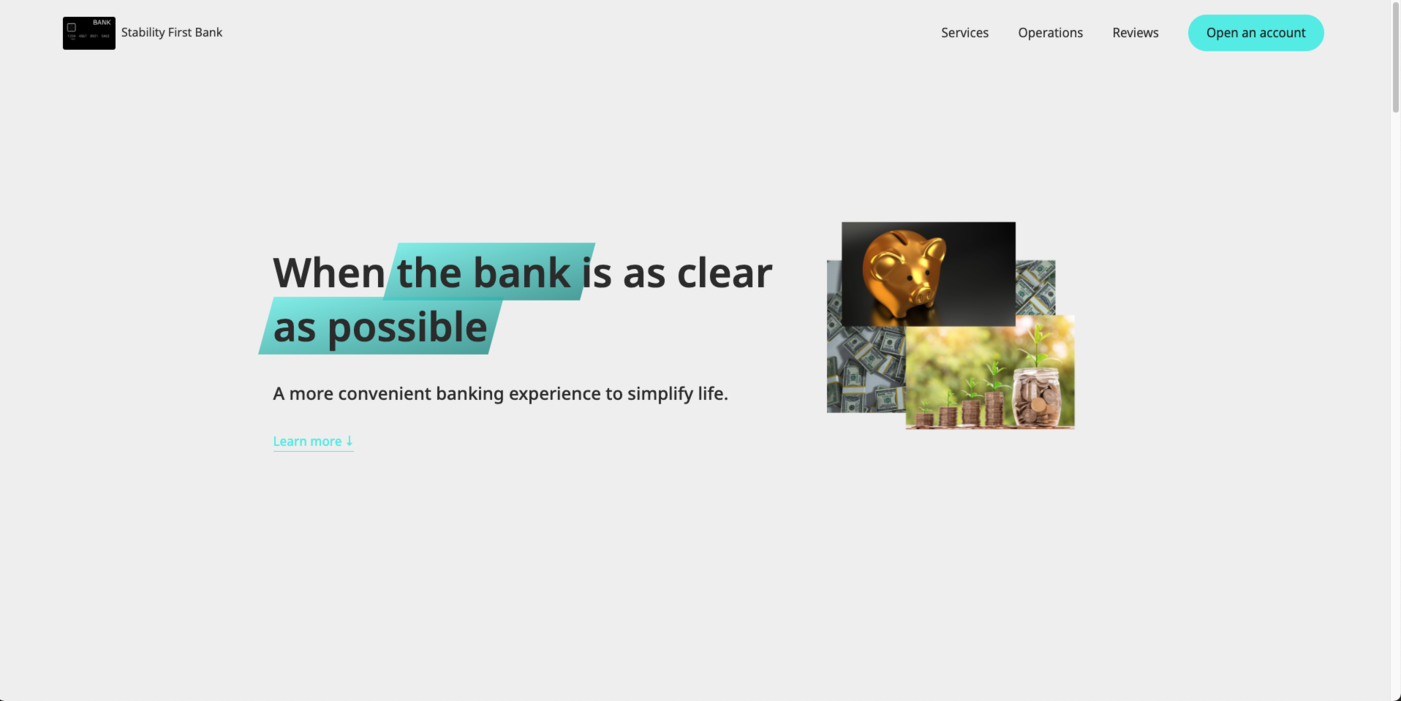 BANK
Stability First Bank
Services
Operations
Reviews
Open an account
When the bank is as clear
as possible
A more convenient banking experience to simplify life.
Learn more ↓